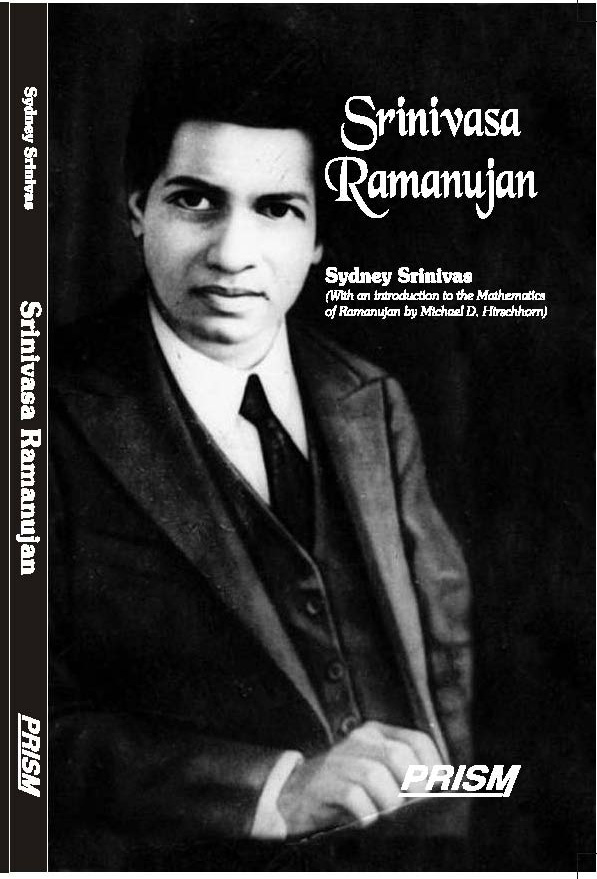 Sydney Srinivas
Srinivasa Ramanujan
PRISM
Srinivasa
Ramanujan
Sydney Srinivas
(With an introduction to the Mathematics
of Ramanujan by Michael D. Hirschhorn)
PRISM